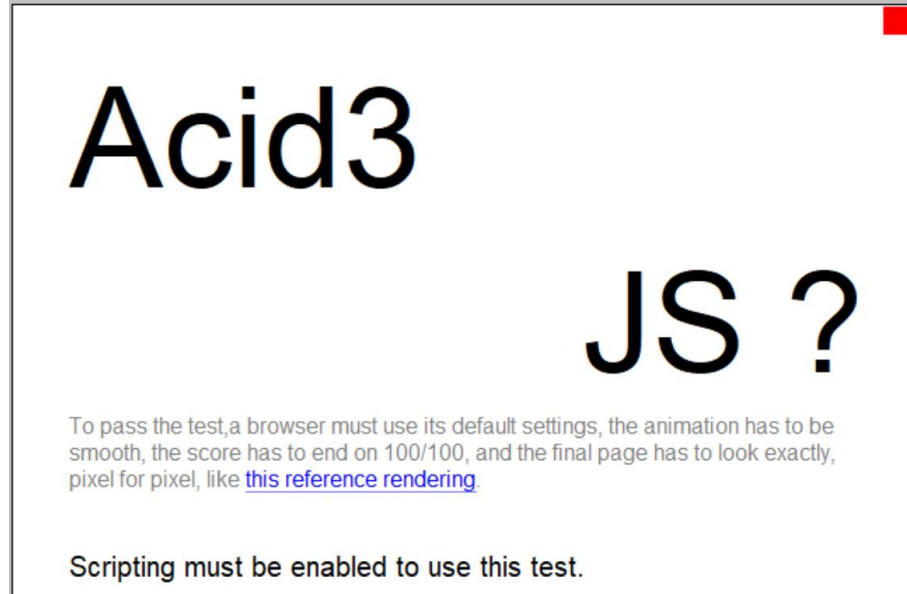 Acid3
JS ?
To pass the test,a browser must use its default settings, the animation has to be
smooth, the score has to end on 100/100, and the final page has to look exactly,
pixel for pixel, like this reference rendering.
Scripting must be enabled to use this test.